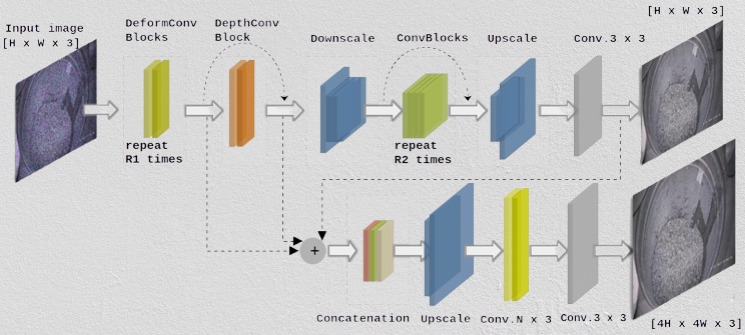 Input image
[H x W x 3]
DeformConv
Blocks
DepthConv
Block
Downscale
ConvBlocks
Upscale
Conv.3 x 3
[H x W x 3]
repeat
R1 times
repeat
R2 times
+
Concatenation
Upscale
Conv.N x 3
Conv.3 x 3
[4H x 4W x 3]